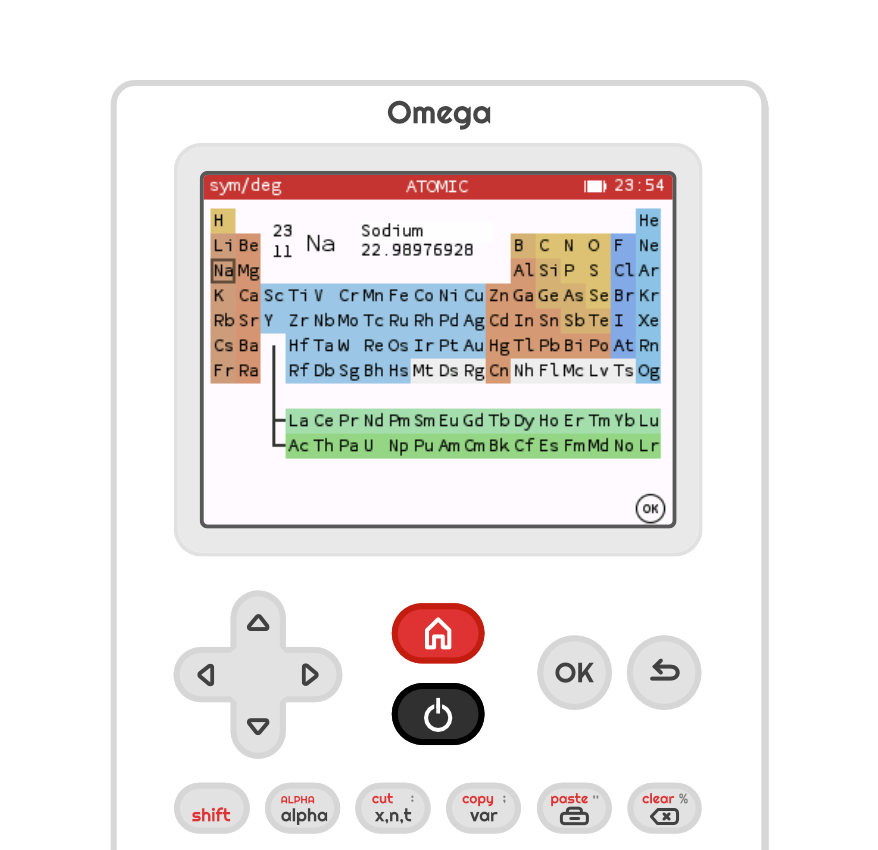 Omega
sym/deg ATOMIC 23:54
H He
23 Sodium
11 Na 22.98976928
Li Be B C N O F Ne
Na Mg Al Si P S Cl Ar
K Ca Sc Ti V Cr Mn Fe Co Ni Cu Zn Ga Ge As Se Br Kr
Rb Sr Y Zr Nb Mo Tc Ru Rh Pd Ag Cd In Sn Sb Te I Xe
Cs Ba Hf Ta W Re Os Ir Pt Au Hg Tl Pb Bi Po At Rn
Fr Ra Rf Db Sg Bh Hs Mt Ds Rg Cn Nh Fl Mc Lv Ts Og
La Ce Pr Nd Pm Sm Eu Gd Tb Dy Ho Er Tm Yb Lu
Ac Th Pa U Np Pu Am Cm Bk Cf Es Fm Md No Lr
OK
OK
ALPHA cut : copy ; paste " clear %
shift alpha x,n,t var